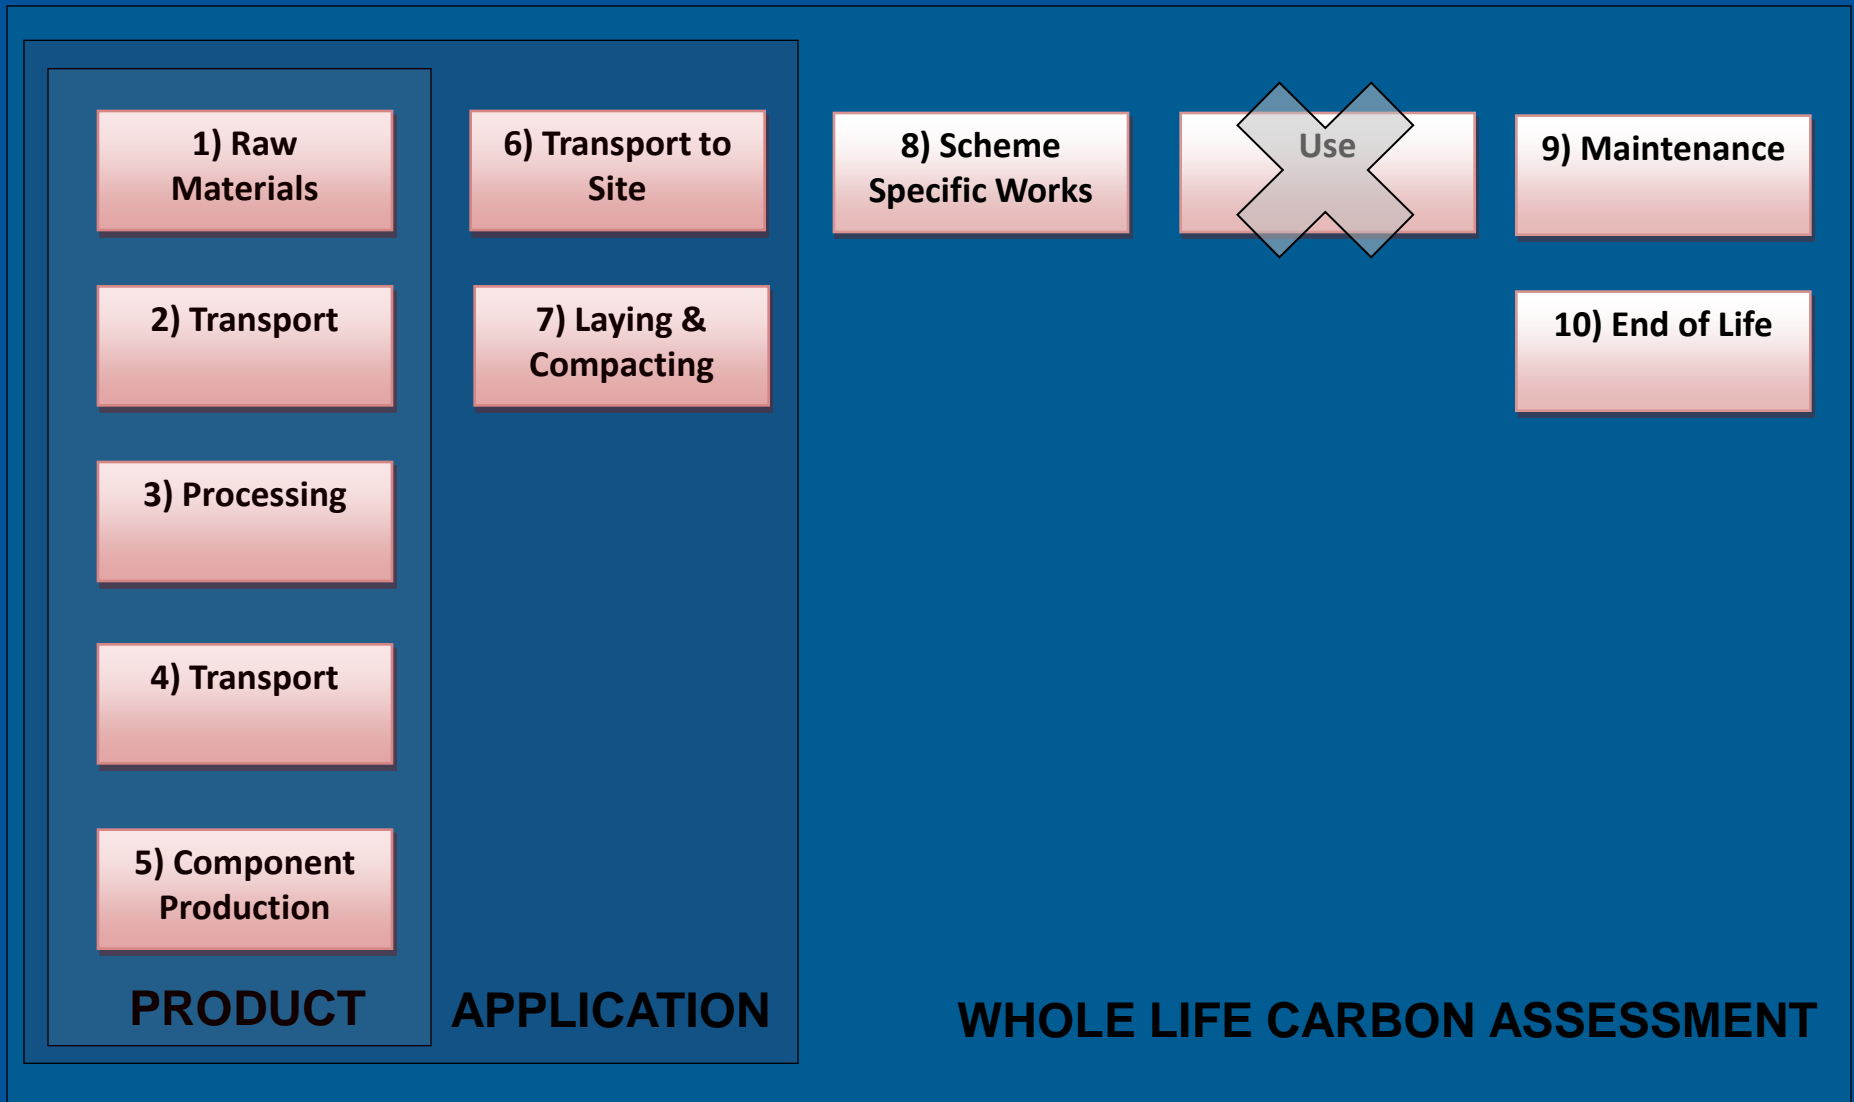 1) Raw
Materials
2) Transport
3) Processing
4) Transport
5) Component
Production
PRODUCT
6) Transport to
Site
7) Laying &
Compacting
APPLICATION
8) Scheme
Specific Works
Use
9) Maintenance
10) End of Life
WHOLE LIFE CARBON ASSESSMENT